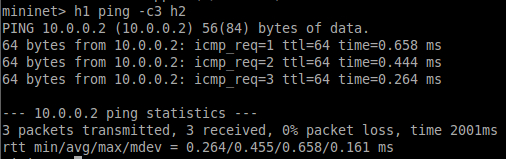 mininet> h1 ping -c3 h2
PING 10.0.0.2 (10.0.0.2) 56(84) bytes of data.
64 bytes from 10.0.0.2: icmp_req=1 ttl=64 time=0.658 ms
64 bytes from 10.0.0.2: icmp_req=2 ttl=64 time=0.444 ms
64 bytes from 10.0.0.2: icmp_req=3 ttl=64 time=0.264 ms
--- 10.0.0.2 ping statistics ---
3 packets transmitted, 3 received, 0% packet loss, time 2001ms
rtt min/avg/max/mdev = 0.264/0.455/0.658/0.161 ms